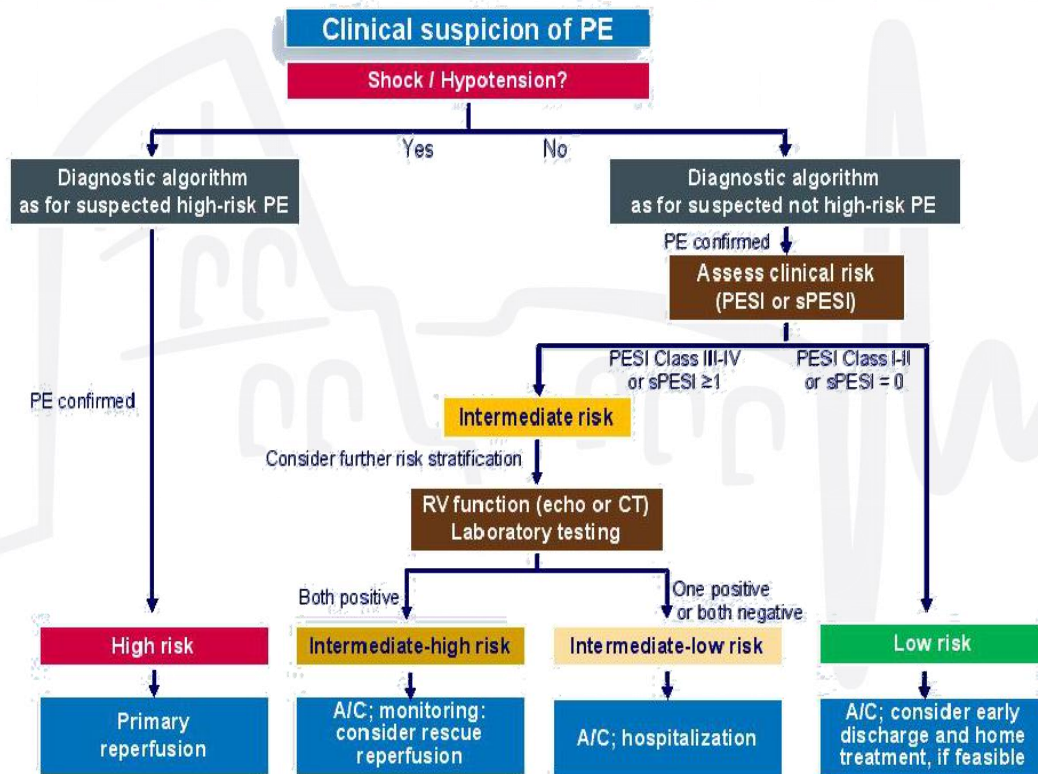 Clinical suspicion of PE
Shock / Hypotension?
Yes
No
Diagnostic algorithm
as for suspected high-risk PE
Diagnostic algorithm
as for suspected not high-risk PE
PE confirmed
Assess clinical risk
(PESI or sPESI)
PESI Class III-IV
or sPESI ≥1
PESI Class I-II
or sPESI = 0
PE confirmed
Intermediate risk
Consider further risk stratification
RV function (echo or CT)
Laboratory testing
Both positive
One positive
or both negative
High risk
Intermediate-high risk
Intermediate-low risk
Low risk
Primary
reperfusion
A/C; monitoring:
consider rescue
reperfusion
A/C; hospitalization
A/C; consider early
discharge and home
treatment, if feasible